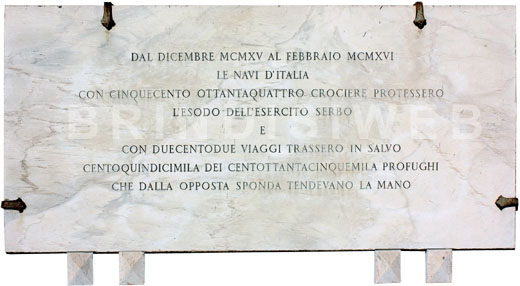 DAL DICEMBRE MCMXV AL FEBBRAIO MCMXVI
LE NAVI D'ITALIA
CON CINQUECENTO OTTANTAQUATTRO CROCIERE PROTESSERO
L'ESODO DELL'ESERCITO SERBO
BRINDISIWEB
E
CON DUECENTODUE VIAGGI TRASSERO IN SALVO
CENTOQUINDICIMILA DEI CENTOTTANTACINQUEMILA PROFUGHI
CHE DALLA OPPOSTA SPONDA TENDEVANO LA MANO